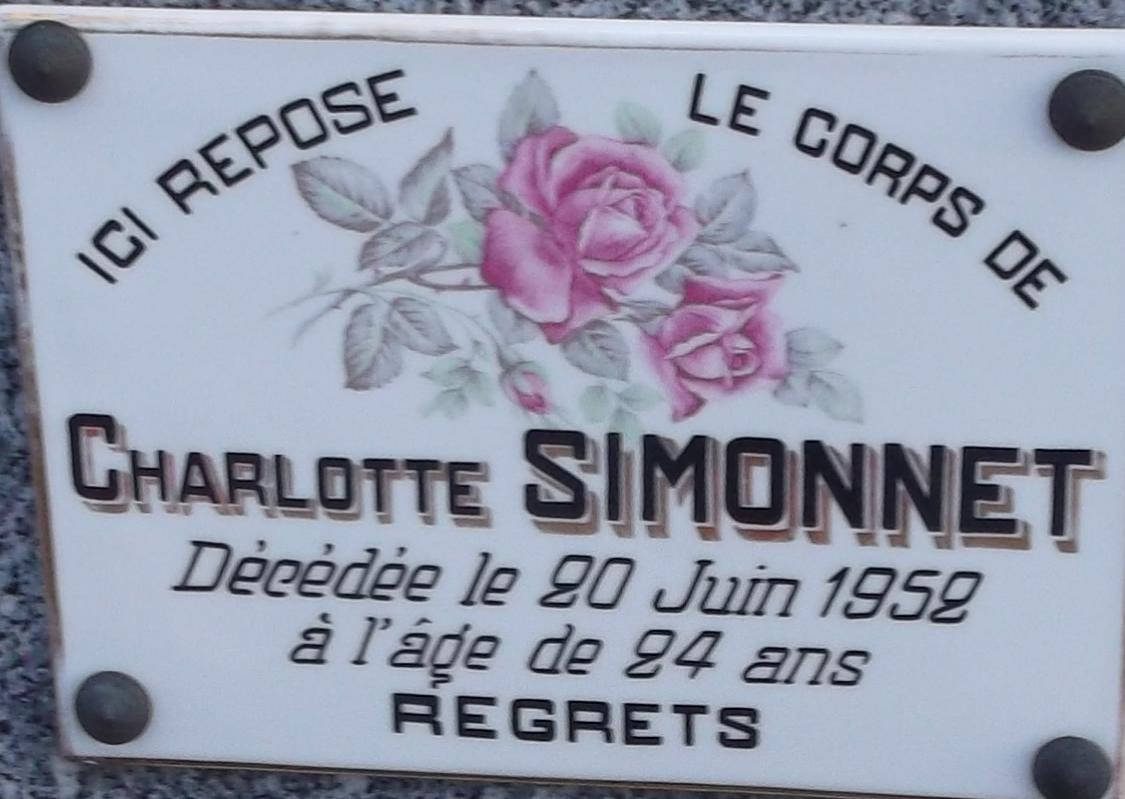 ICI REPOSE LE CORPS DE
CHARLOTTE SIMONNET
Décédée le 20 Juin 1952
à l'âge de 24 ans
REGRETS